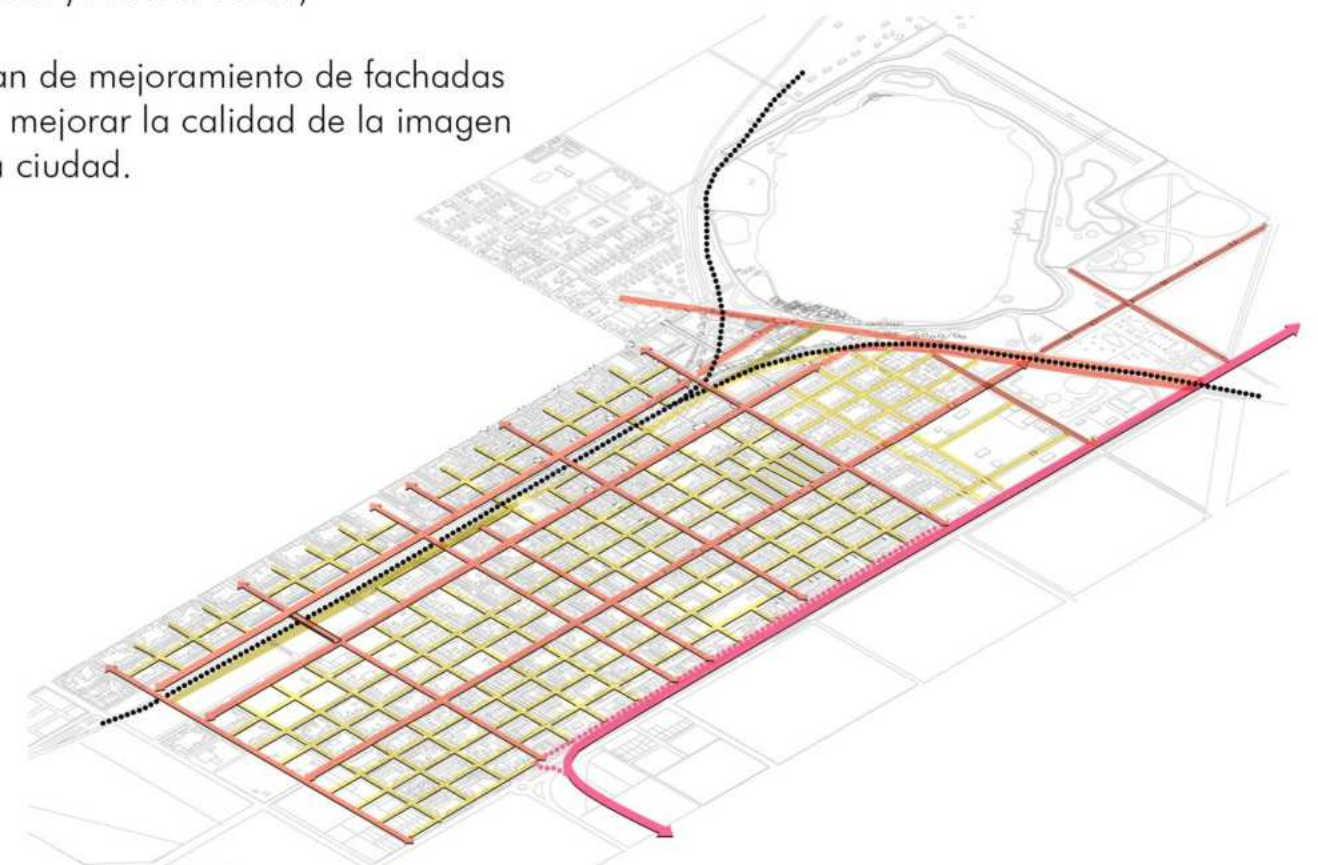 an de mejoramiento de fachadas
mejorar la calidad de la imagen
ciudad.